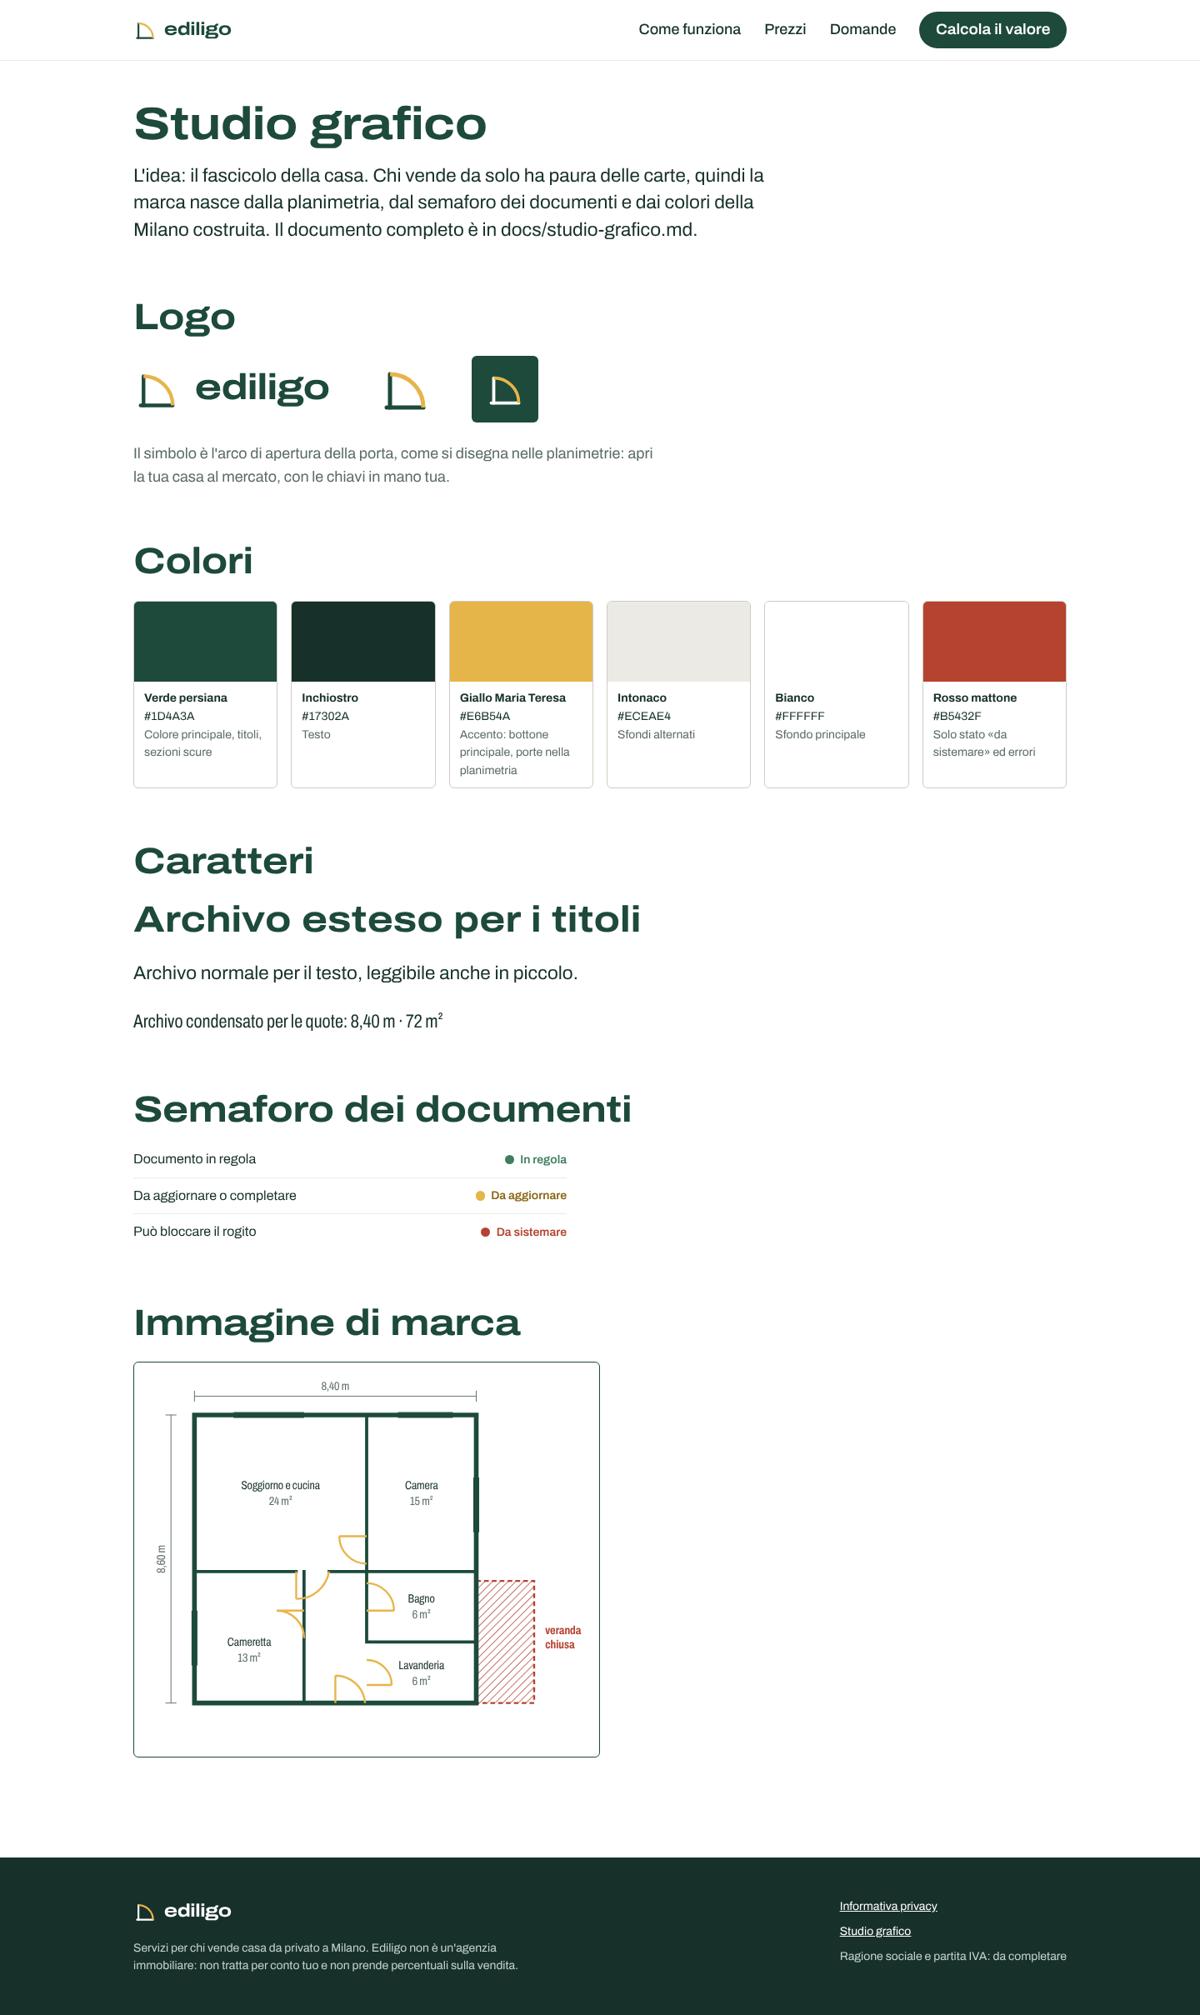 ediligo
Come funziona
Prezzi
Domande
Calcola il valore
Studio grafico
L'idea: il fascicolo della casa. Chi vende da solo ha paura delle carte, quindi la
marca nasce dalla planimetria, dal semaforo dei documenti e dai colori della
Milano costruita. Il documento completo è in docs/studio-grafico.md.
Logo
ediligo
Il simbolo è l'arco di apertura della porta, come si disegna nelle planimetrie: apri
la tua casa al mercato, con le chiavi in mano tua.
Colori
Verde persiana
#1D4A3A
Colore principale, titoli,
sezioni scure
Inchiostro
#17302A
Testo
Giallo Maria Teresa
#E6B54A
Accento: bottone
principale, porte nella
planimetria
Intonaco
#ECEAE4
Sfondi alternati
Bianco
#FFFFFF
Sfondo principale
Rosso mattone
#B5432F
Solo stato «da
sistemare» ed errori
Caratteri
Archivo esteso per i titoli
Archivo normale per il testo, leggibile anche in piccolo.
Archivo condensato per le quote: 8,40 m · 72 m²
Semaforo dei documenti
Documento in regola
In regola
Da aggiornare o completare
Da aggiornare
Può bloccare il rogito
Da sistemare
Immagine di marca
8,40 m
8,60 m
Soggiorno e cucina
24 m²
Camera
15 m²
Bagno
6 m²
Cameretta
13 m²
Lavanderia
6 m²
veranda
chiusa
ediligo
Servizi per chi vende casa da privato a Milano. Ediligo non è un'agenzia
immobiliare: non tratta per conto tuo e non prende percentuali sulla vendita.
Informativa privacy
Studio grafico
Ragione sociale e partita IVA: da completare